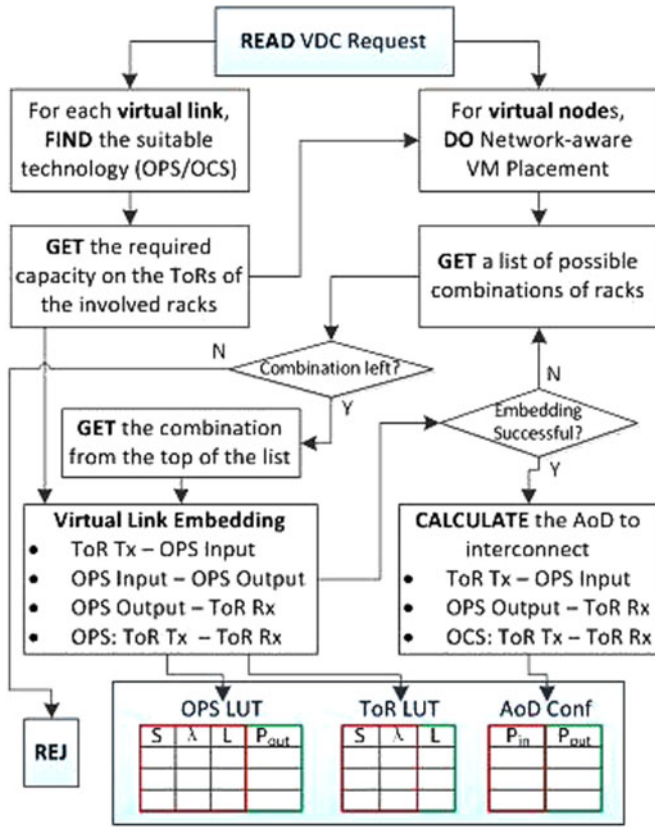 READ VDC Request
For each virtual link,
FIND the suitable
technology (OPS/OCS)
For virtual nodes,
DO Network-aware
VM Placement
GET the required
capacity on the ToRs of
the involved racks
GET a list of possible
combinations of racks
N
Combination left?
Y
N
Embedding
Successful?
Y
GET the combination
from the top of the list
Virtual Link Embedding
• ToR Tx – OPS Input
• OPS Input – OPS Output
• OPS Output – ToR Rx
• OPS: ToR Tx – ToR Rx
CALCULATE the AoD to
interconnect
• ToR Tx – OPS Input
• OPS Output – ToR Rx
• OCS: ToR Tx – ToR Rx
REJ
OPS LUT
S λ L Pout
ToR LUT
S λ L
AoD Conf
Pin Pout